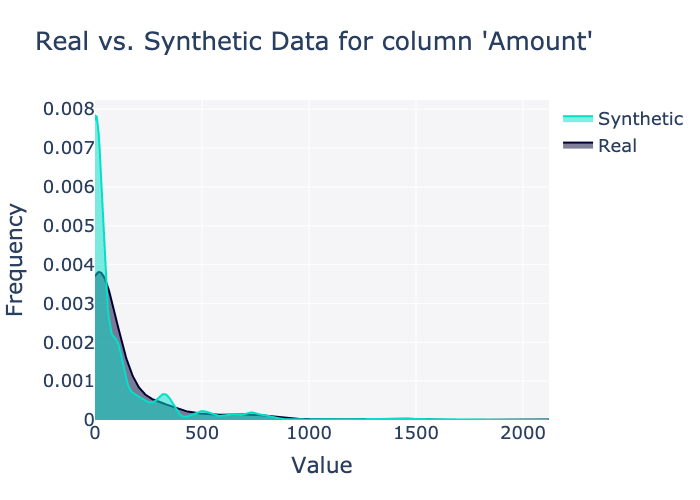 Real vs. Synthetic Data for column 'Amount'
Synthetic
Real
0.008
0.007
0.006
0.005
0.004
0.003
0.002
0.001
0
Frequency
0 500 1000 1500 2000
Value